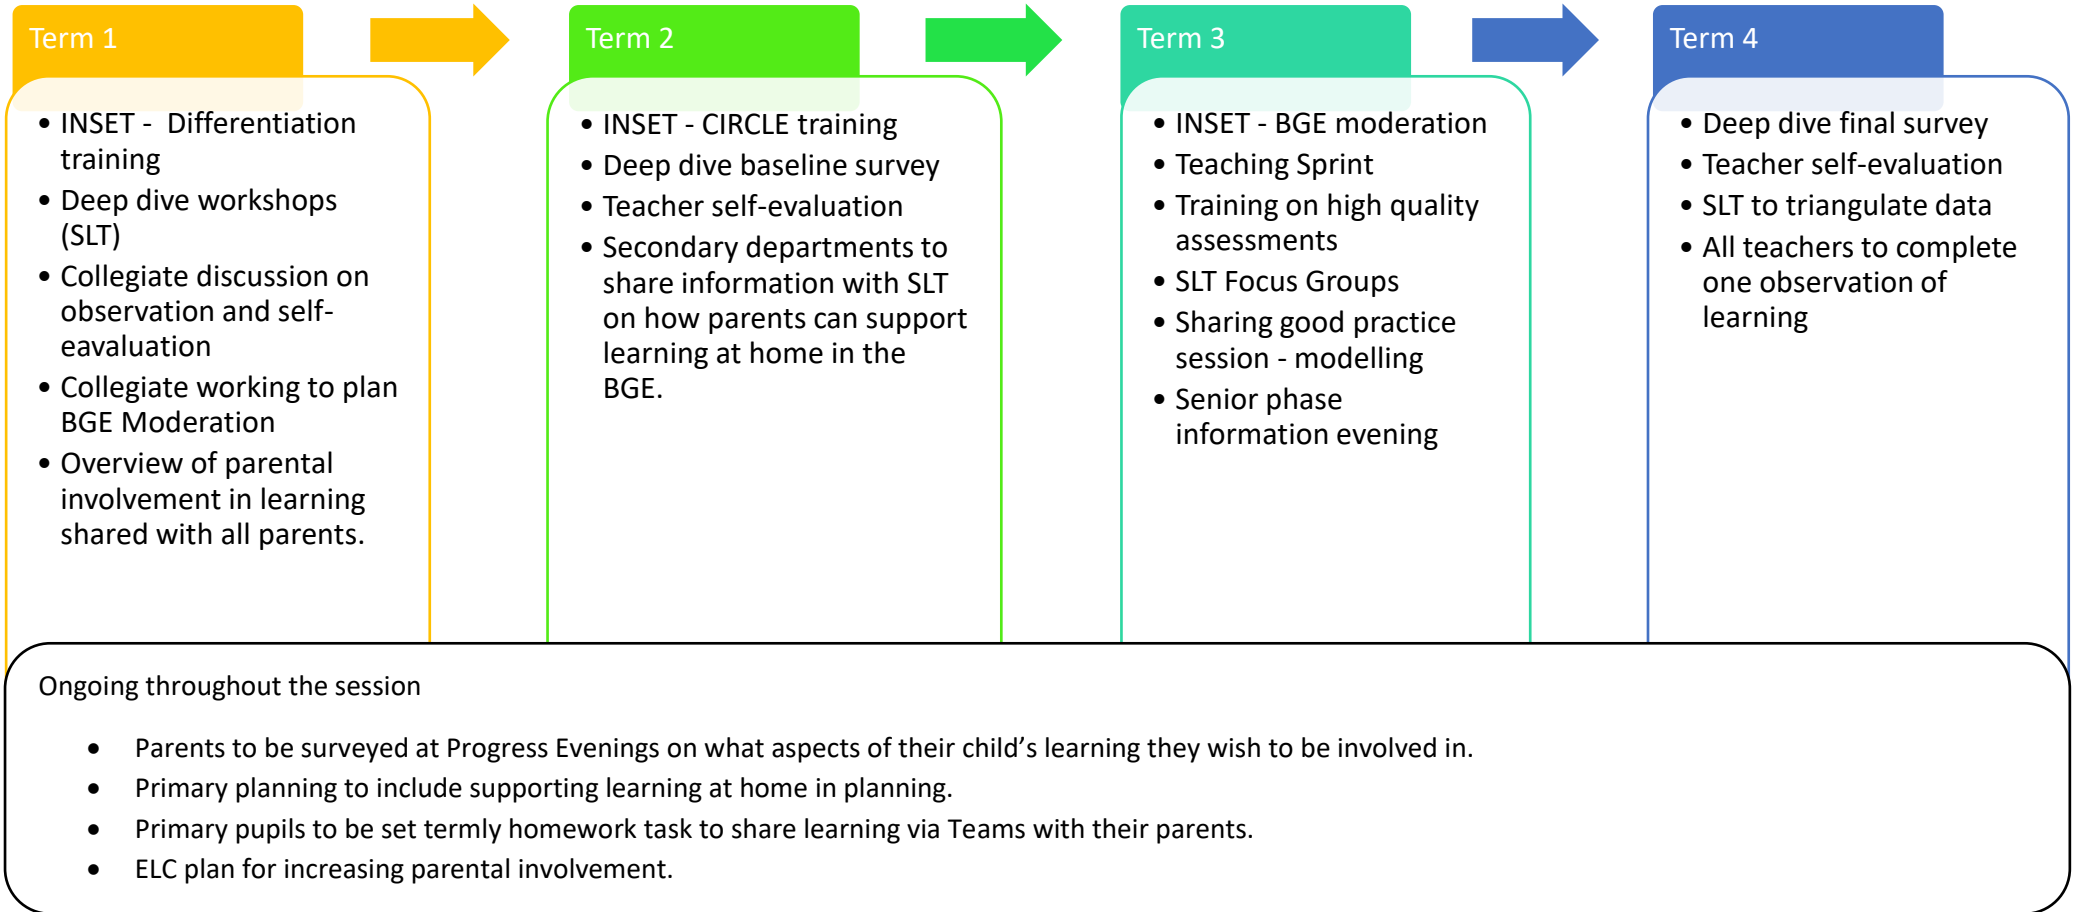 Term 1
• INSET -  Differentiation
training
• Deep dive workshops
(SLT)
• Collegiate discussion on
observation and self-
eavaluation
• Collegiate working to plan
BGE Moderation
• Overview of parental
involvement in learning
shared with all parents.
Term 2
• INSET - CIRCLE training
• Deep dive baseline survey
• Teacher self-evaluation
• Secondary departments to
share information with SLT
on how parents can support
learning at home in the
BGE.
Term 3
• INSET - BGE moderation
• Teaching Sprint
• Training on high quality
assessments
• SLT Focus Groups
• Sharing good practice
session - modelling
• Senior phase
information evening
Term 4
• Deep dive final survey
• Teacher self-evaluation
• SLT to triangulate data
• All teachers to complete
one observation of
learning
Ongoing throughout the session
• Parents to be surveyed at Progress Evenings on what aspects of their child’s learning they wish to be involved in.
• Primary planning to include supporting learning at home in planning.
• Primary pupils to be set termly homework task to share learning via Teams with their parents.
• ELC plan for increasing parental involvement.